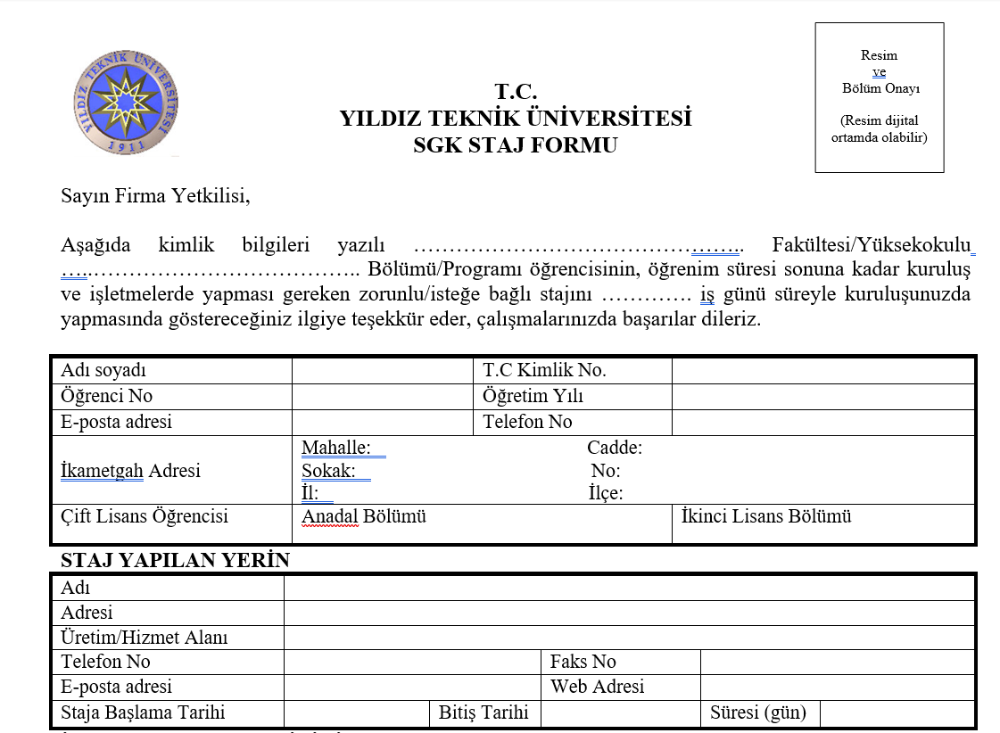 YILDIZ TEKNİK ÜNİVERSİTESİ
1911
Resim
ve
Bölüm Onayı
(Resim dijital
ortamda olabilir)
T.C.
YILDIZ TEKNİK ÜNİVERSİTESİ
SGK STAJ FORMU
Sayın Firma Yetkilisi,
Aşağıda kimlik bilgileri yazılı ………………………………………….. Fakültesi/Yüksekokulu
…………………………………. Bölümü/Programı öğrencisinin, öğrenim süresi sonuna kadar kuruluş
ve işletmelerde yapması gereken zorunlu/isteğe bağlı stajını …………. iş günü süreyle kuruluşunuzda
yapmasında göstereceğiniz ilgiye teşekkür eder, çalışmalarınızda başarılar dileriz.
Adı soyadı T.C Kimlik No.
Öğrenci No Öğretim Yılı
E-posta adresi Telefon No
İkametgah Adresi
Mahalle: Cadde:
Sokak: No:
İl: İlçe:
Çift Lisans Öğrencisi Anadal Bölümü İkinci Lisans Bölümü
STAJ YAPILAN YERİN
Adı
Adresi
Üretim/Hizmet Alanı
Telefon No Faks No
E-posta adresi Web Adresi
Staja Başlama Tarihi Bitiş Tarihi Süresi (gün)